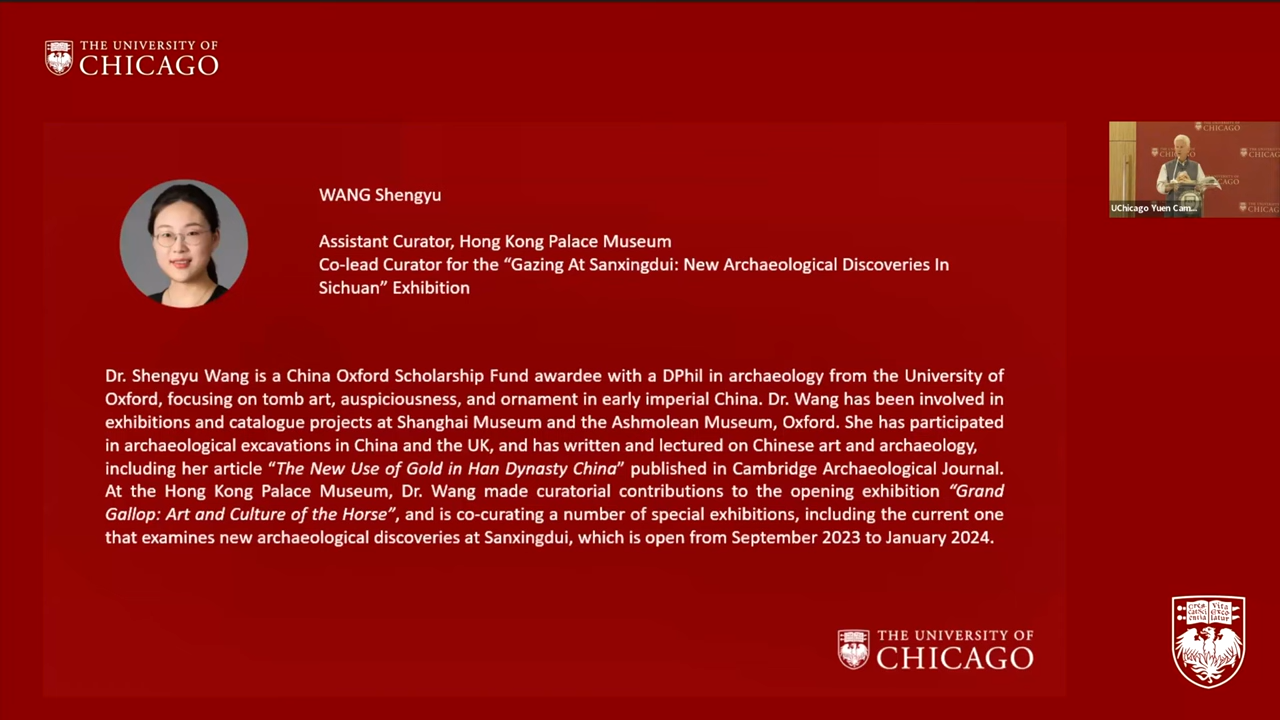 THE UNIVERSITY OF
CHICAGO
WANG Shengyu
Assistant Curator, Hong Kong Palace Museum
Co-lead Curator for the “Gazing At Sanxingdui: New Archaeological Discoveries In
Sichuan” Exhibition
CHICAGO
CHICAGO
UChicago Yuen Cam...
Dr. Shengyu Wang is a China Oxford Scholarship Fund awardee with a DPhil in archaeology from the University of
Oxford, focusing on tomb art, auspiciousness, and ornament in early imperial China. Dr. Wang has been involved in
exhibitions and catalogue projects at Shanghai Museum and the Ashmolean Museum, Oxford. She has participated
in archaeological excavations in China and the UK, and has written and lectured on Chinese art and archaeology,
including her article “The New Use of Gold in Han Dynasty China” published in Cambridge Archaeological Journal.
At the Hong Kong Palace Museum, Dr. Wang made curatorial contributions to the opening exhibition “Grand
Gallop: Art and Culture of the Horse”, and is co-curating a number of special exhibitions, including the current one
that examines new archaeological discoveries at Sanxingdui, which is open from September 2023 to January 2024.
THE UNIVERSITY OF
CHICAGO